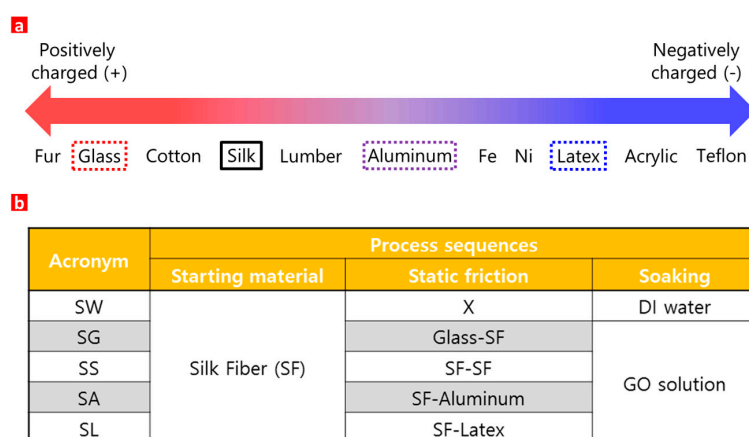 a
Positively charged (+)
Negatively charged (-)
Fur Glass Cotton Silk Lumber Aluminum Fe Ni Latex Acrylic Teflon
b
Acronym Process sequences
Starting material Static friction Soaking
SW Silk Fiber (SF) X DI water
SG Glass-SF GO solution
SS SF-SF
SA SF-Aluminum
SL SF-Latex